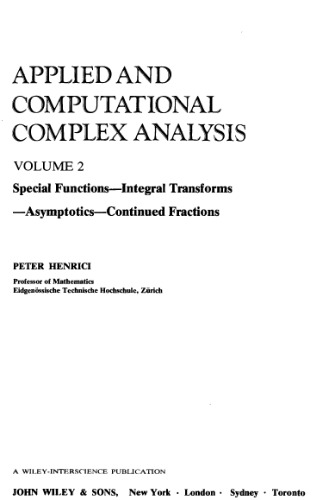 APPLIED AND
COMPUTATIONAL
COMPLEX ANALYSIS
VOLUME 2
Special Functions—Integral Transforms
—Asymptotics—Continued Fractions
PETER HENRICI
Professor of Mathematics
Eidgenössische Technische Hochschule, Zürich
A WILEY-INTERSCIENCE PUBLICATION
JOHN WILEY & SONS, New York · London · Sydney · Toronto